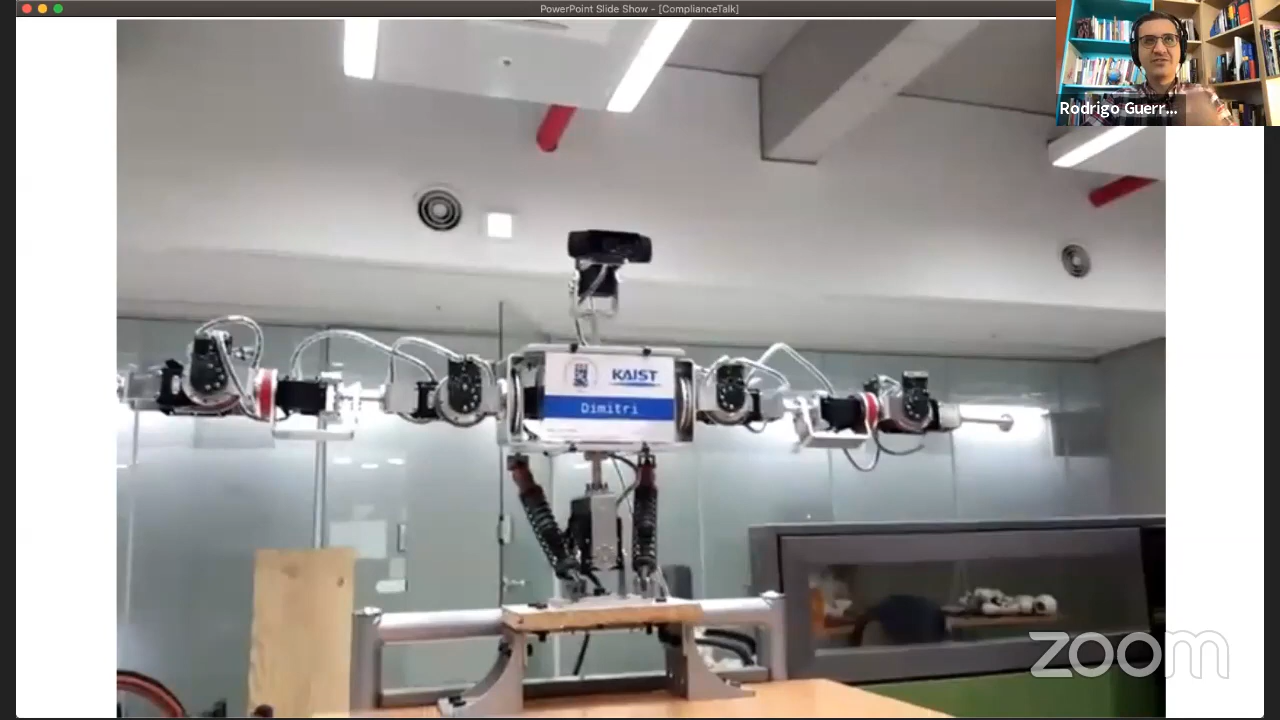 PowerPoint Slide Show - [ComplianceTalk]
Rodrigo Guerr...
KAIST
Dimitri
zoom